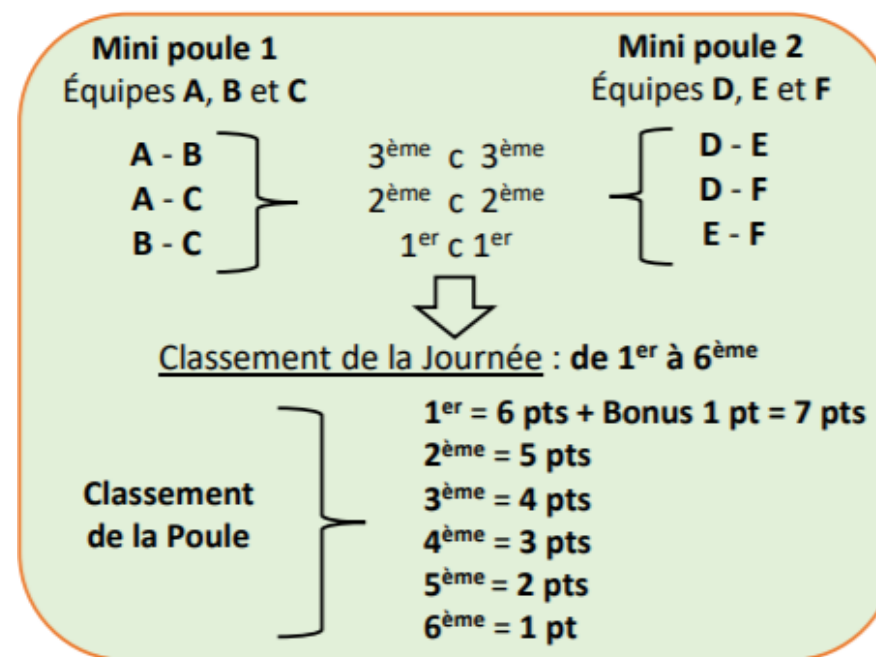 Mini poule 1
Équipes A, B et C
A - B
A - C
B - C
3ème c 3ème
2ème c 2ème
1er c 1er
Mini poule 2
Équipes D, E et F
D - E
D - F
E - F
Classement de la Journée : de 1er à 6ème
Classement
de la Poule
1er = 6 pts + Bonus 1 pt = 7 pts
2ème = 5 pts
3ème = 4 pts
4ème = 3 pts
5ème = 2 pts
6ème = 1 pt